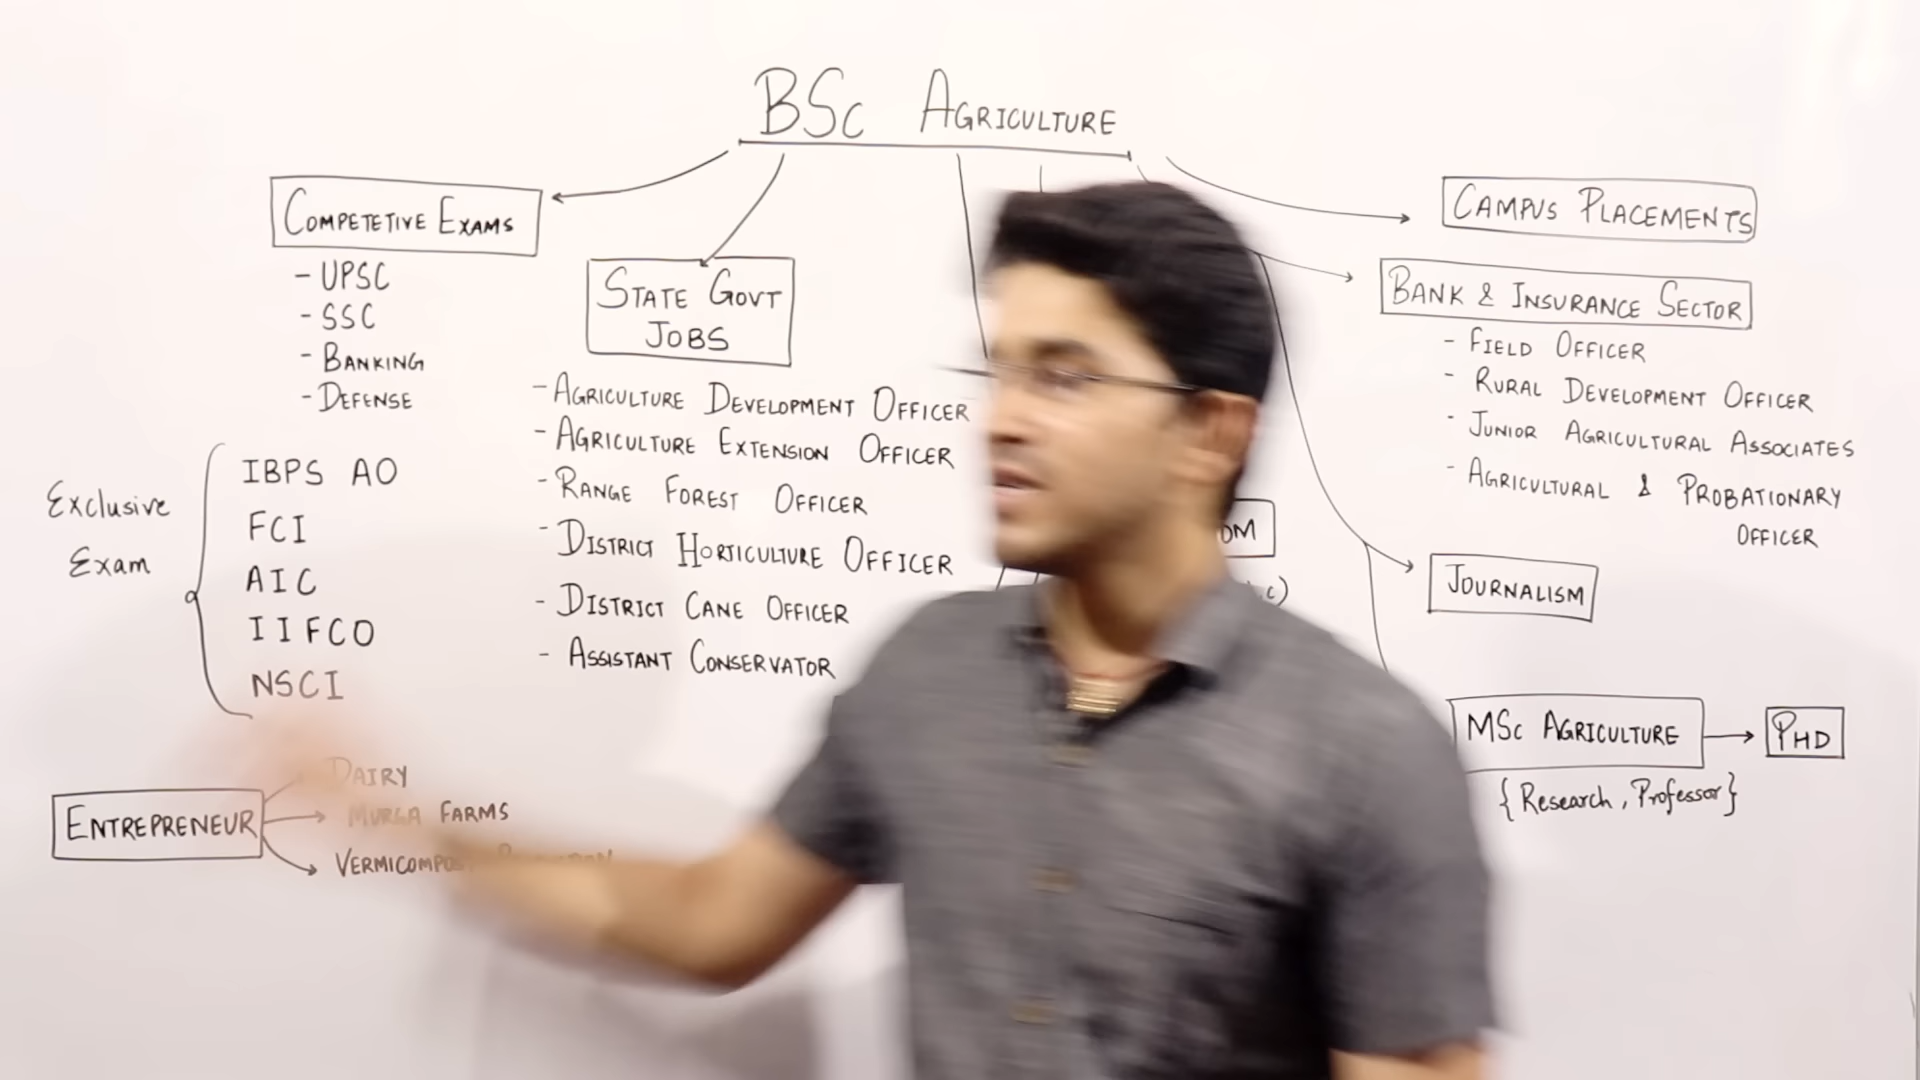 BSc AGRICULTURE
COMPETETIVE EXAMS
- UPSC
- SSC
- BANKING
- DEFENSE
Exclusive Exam
IBPS AO
FCI
AIC
IIFCO
NSCI
ENTREPRENEUR
DAIRY
MURGA FARMS
STATE GOVT
JOBS
- AGRICULTURE DEVELOPMENT OFFICER
- AGRICULTURE EXTENSION OFFICER
- RANGE FOREST OFFICER
- DISTRICT HORTICULTURE OFFICER
- DISTRICT CANE OFFICER
- ASSISTANT CONSERVATOR
CAMPUS PLACEMENTS
BANK & INSURANCE SECTOR
- FIELD OFFICER
- RURAL DEVELOPMENT OFFICER
- JUNIOR AGRICULTURAL ASSOCIATES
- AGRICULTURAL & PROBATIONARY
OFFICER
JOURNALISM
MSc AGRICULTURE
PHD
{Research, Professor}